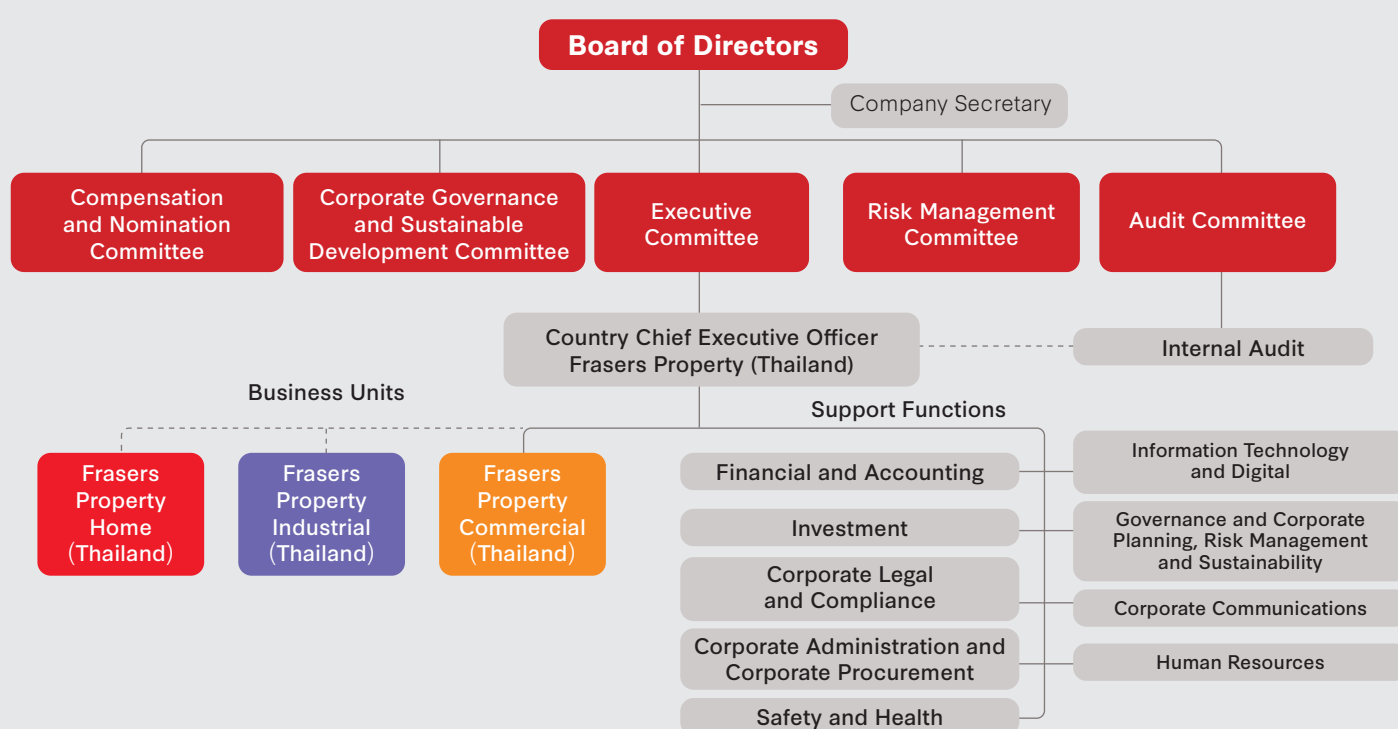 Board of Directors
Company Secretary
Compensation
and Nomination
Committee
Corporate Governance
and Sustainable
Development Committee
Executive
Committee
Risk Management
Committee
Audit Committee
Country Chief Executive Officer
Frasers Property (Thailand)
Internal Audit
Business Units
Support Functions
Frasers
Property
Home
(Thailand)
Frasers
Property
Industrial
(Thailand)
Frasers
Property
Commercial
(Thailand)
Financial and Accounting
Investment
Corporate Legal
and Compliance
Corporate Administration and
Corporate Procurement
Safety and Health
Information Technology
and Digital
Governance and Corporate
Planning, Risk Management
and Sustainability
Corporate Communications
Human Resources